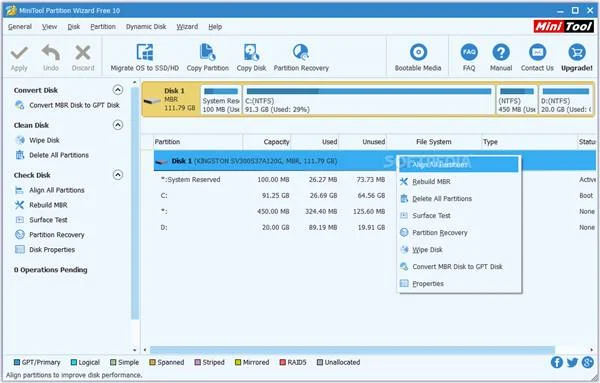 MiniTool Partition Wizard Free 10
General View Disk Partition Dynamic Disk Wizard Help
Mini Tool
Apply Undo Discard Migrate OS to SSD/HD Copy Partition Copy Disk Partition Recovery Bootable Media FAQ Manual Contact Us Upgrade!
Convert Disk
Convert MBR Disk to GPT Disk
Clean Disk
Wipe Disk
Delete All Partitions
Check Disk
Align All Partitions
Rebuild MBR
Surface Test
Partition Recovery
Disk Properties
0 Operations Pending
Disk 1
MBR
111.79 GB
System Res
100 MB (Us
C:(NTFS)
91.3 GB (Used: 29%)
(NTFS)
450 MB (Us
D:(NTFS)
20.0 GB (Used:
Partition Capacity Used Unused File System Type Status
Disk 1 (KINGSTON SV300S37A120G, MBR, 111.79 GB)
*:System Reserved 100.00 MB 26.27 MB 73.73 MB Active
C: 91.25 GB 26.69 GB 64.56 GB Boot
*: 450.00 MB 324.40 MB 125.60 MB None
D: 20.00 GB 89.19 MB 19.91 GB None
SOFTPEDIA
Align All Partitions
Rebuild MBR
Delete All Partitions
Surface Test
Partition Recovery
Wipe Disk
Convert MBR Disk to GPT Disk
Properties
GPT/Primary Logical Simple Spanned Striped Mirrored RAID5 Unallocated
Align partitions to improve disk performance.